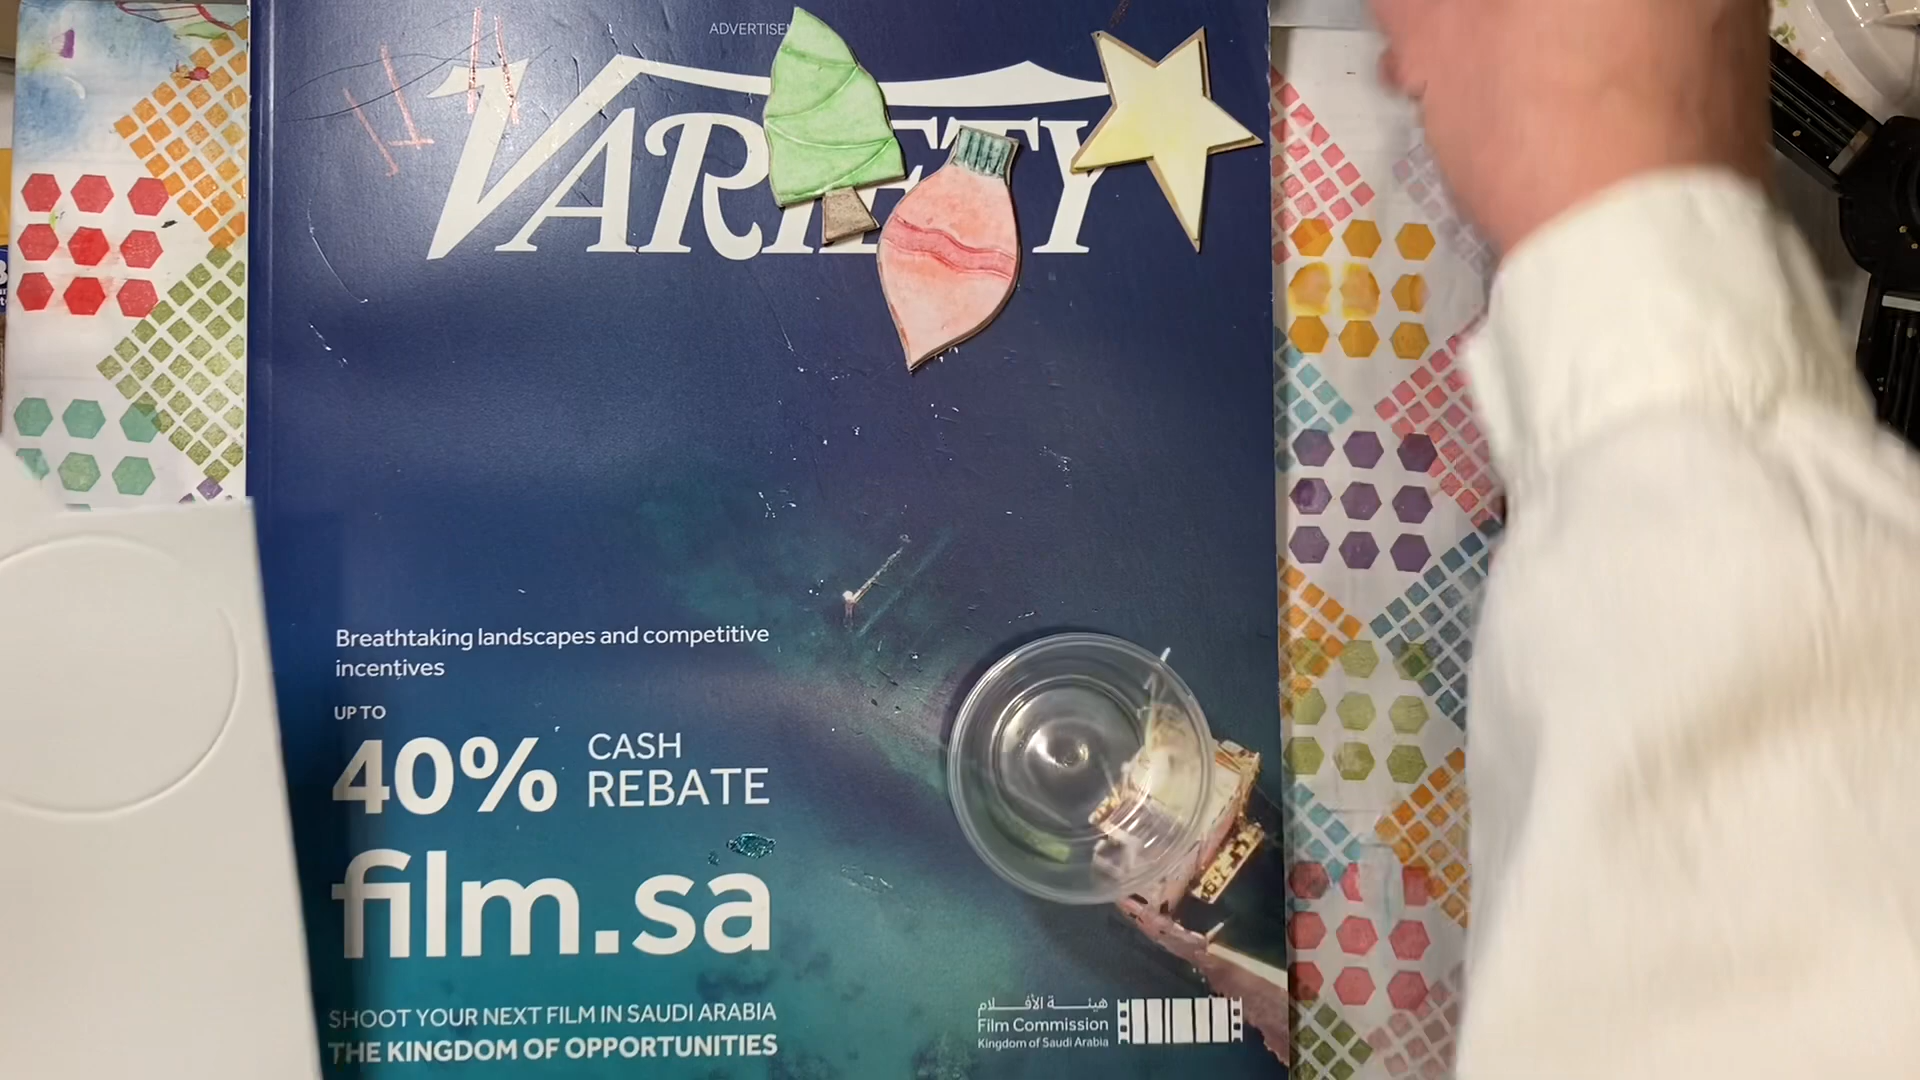 VARIETY
Breathtaking landscapes and competitive
incentives
UP TO
40% CASH
REBATE
film.sa
SHOOT YOUR NEXT FILM IN SAUDI ARABIA
THE KINGDOM OF OPPORTUNITIES
هيئة الأفلام
Film Commission
Kingdom of Saudi Arabia